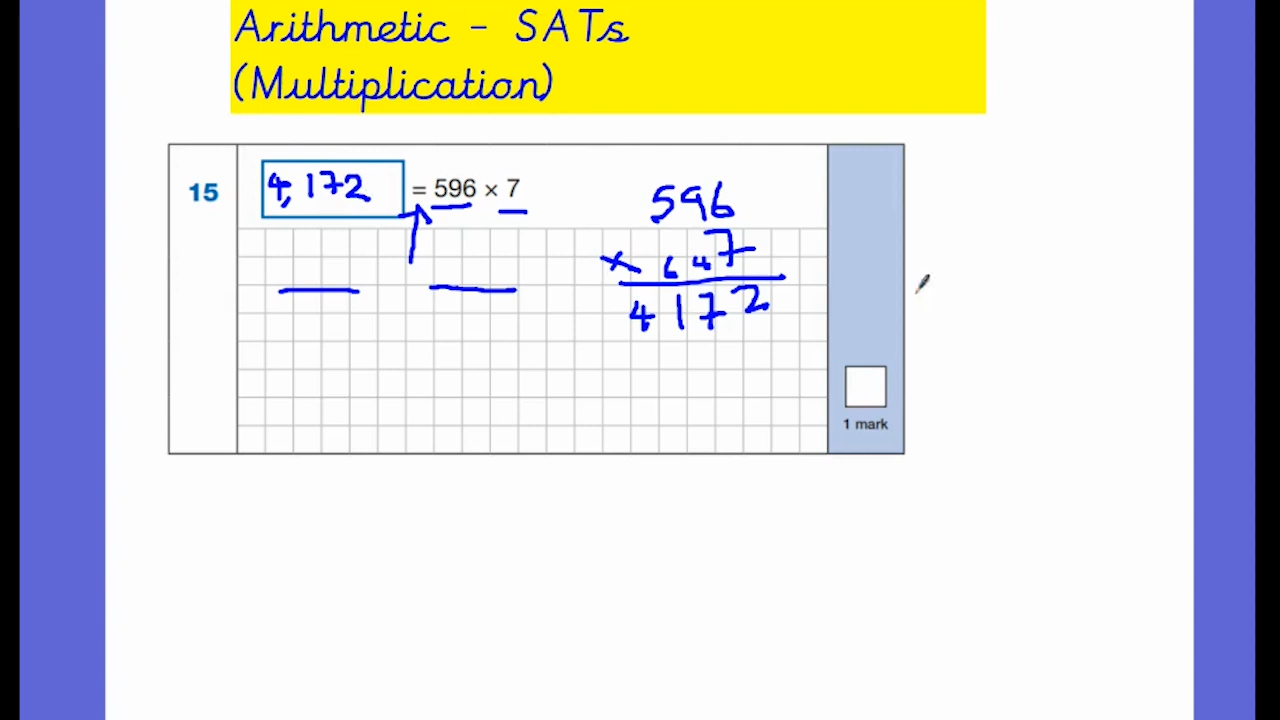 Arithmetic - SATs
(Multiplication)
15
4,172 = 596 × 7
596
× 6 4 7
4172
1 mark